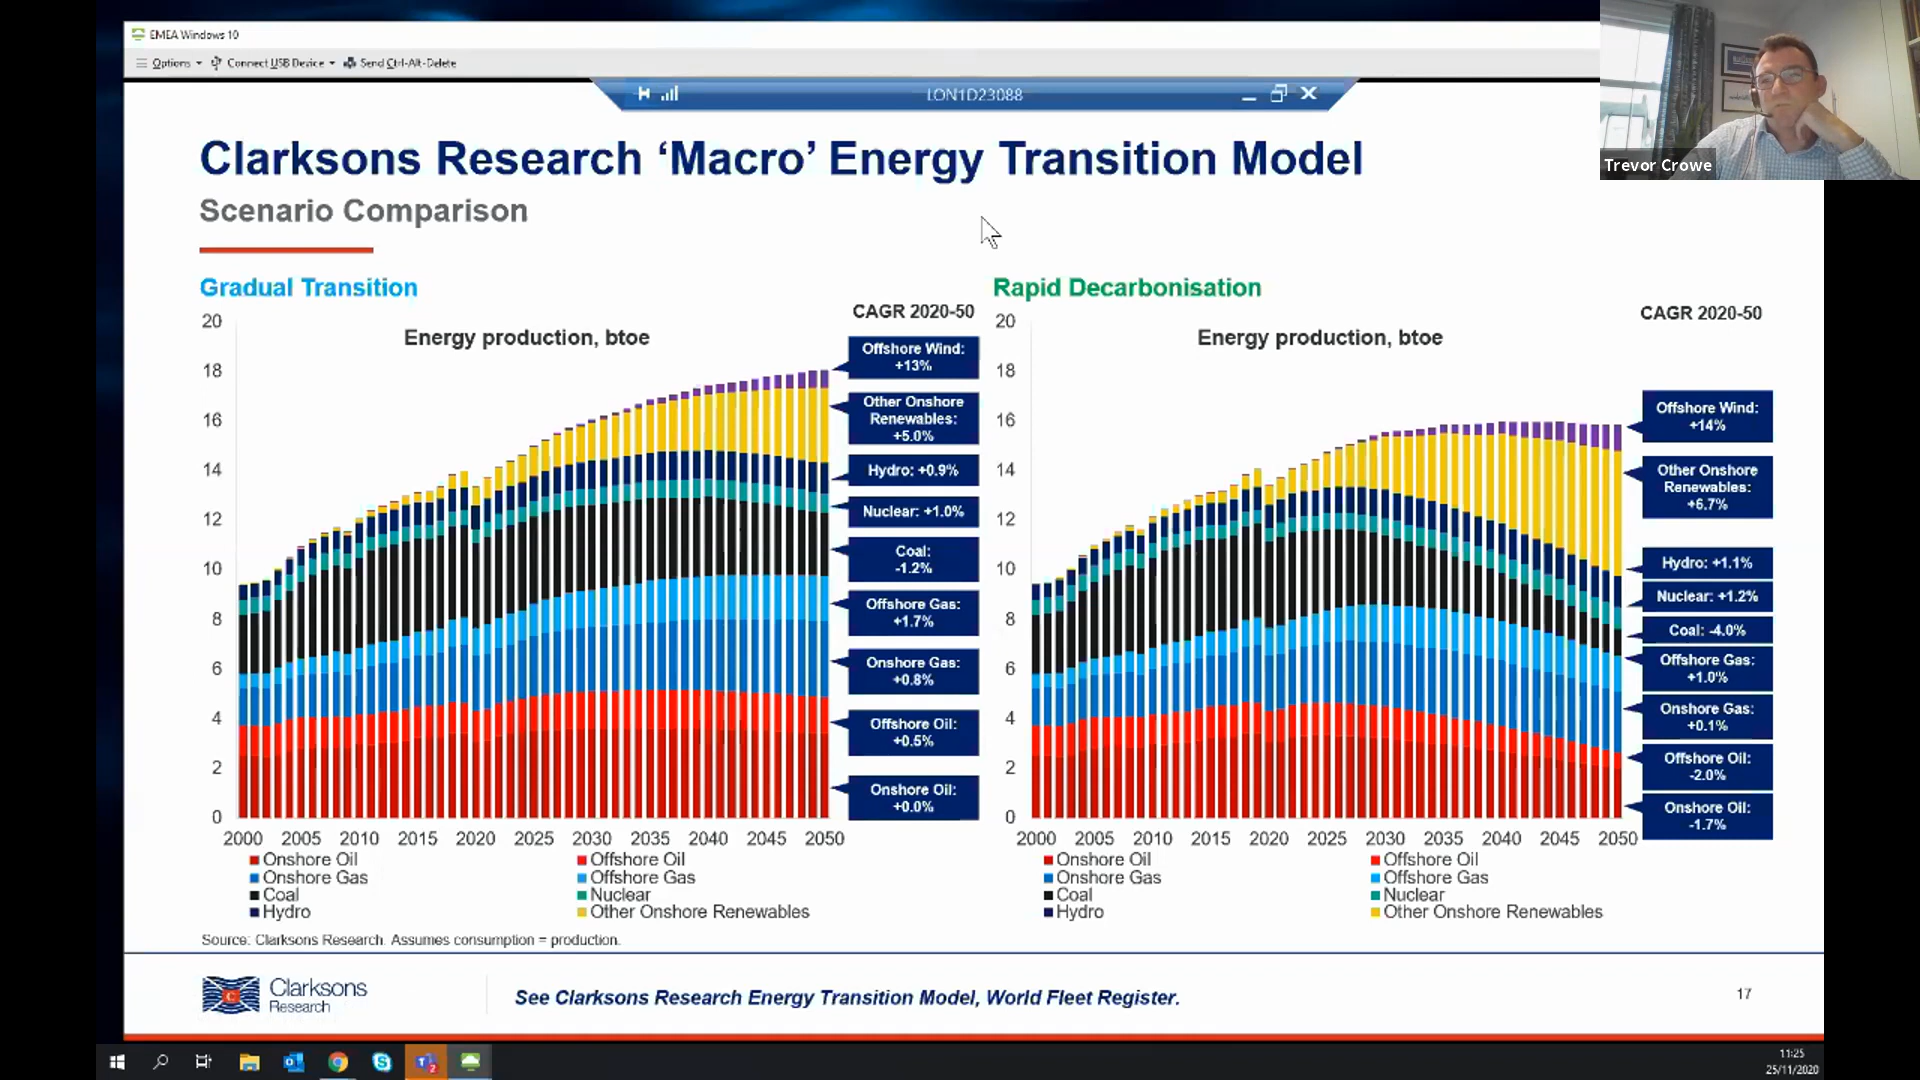 EMEA Windows 10
Options Connect USB Device Send Ctrl-Alt-Delete
LON1D23088
Trevor Crowe
Clarksons Research ‘Macro’ Energy Transition Model
Scenario Comparison
Gradual Transition
CAGR 2020-50
Energy production, btoe
20
18
16
14
12
10
8
6
4
2
0
2000 2005 2010 2015 2020 2025 2030 2035 2040 2045 2050
Offshore Wind:
+13%
Other Onshore
Renewables:
+5.0%
Hydro: +0.9%
Nuclear: +1.0%
Coal:
-1.2%
Offshore Gas:
+1.7%
Onshore Gas:
+0.8%
Offshore Oil:
+0.5%
Onshore Oil:
+0.0%
Onshore Oil Offshore Oil
Onshore Gas Offshore Gas
Coal Nuclear
Hydro Other Onshore Renewables
Rapid Decarbonisation
CAGR 2020-50
Energy production, btoe
20
18
16
14
12
10
8
6
4
2
0
2000 2005 2010 2015 2020 2025 2030 2035 2040 2045 2050
Offshore Wind:
+14%
Other Onshore
Renewables:
+6.7%
Hydro: +1.1%
Nuclear: +1.2%
Coal: -4.0%
Offshore Gas:
+1.0%
Onshore Gas:
+0.1%
Offshore Oil:
-2.0%
Onshore Oil:
-1.7%
Onshore Oil Offshore Oil
Onshore Gas Offshore Gas
Coal Nuclear
Hydro Other Onshore Renewables
Source: Clarksons Research. Assumes consumption = production.
Clarksons
Research
See Clarksons Research Energy Transition Model, World Fleet Register.
17
11:25
25/11/2020